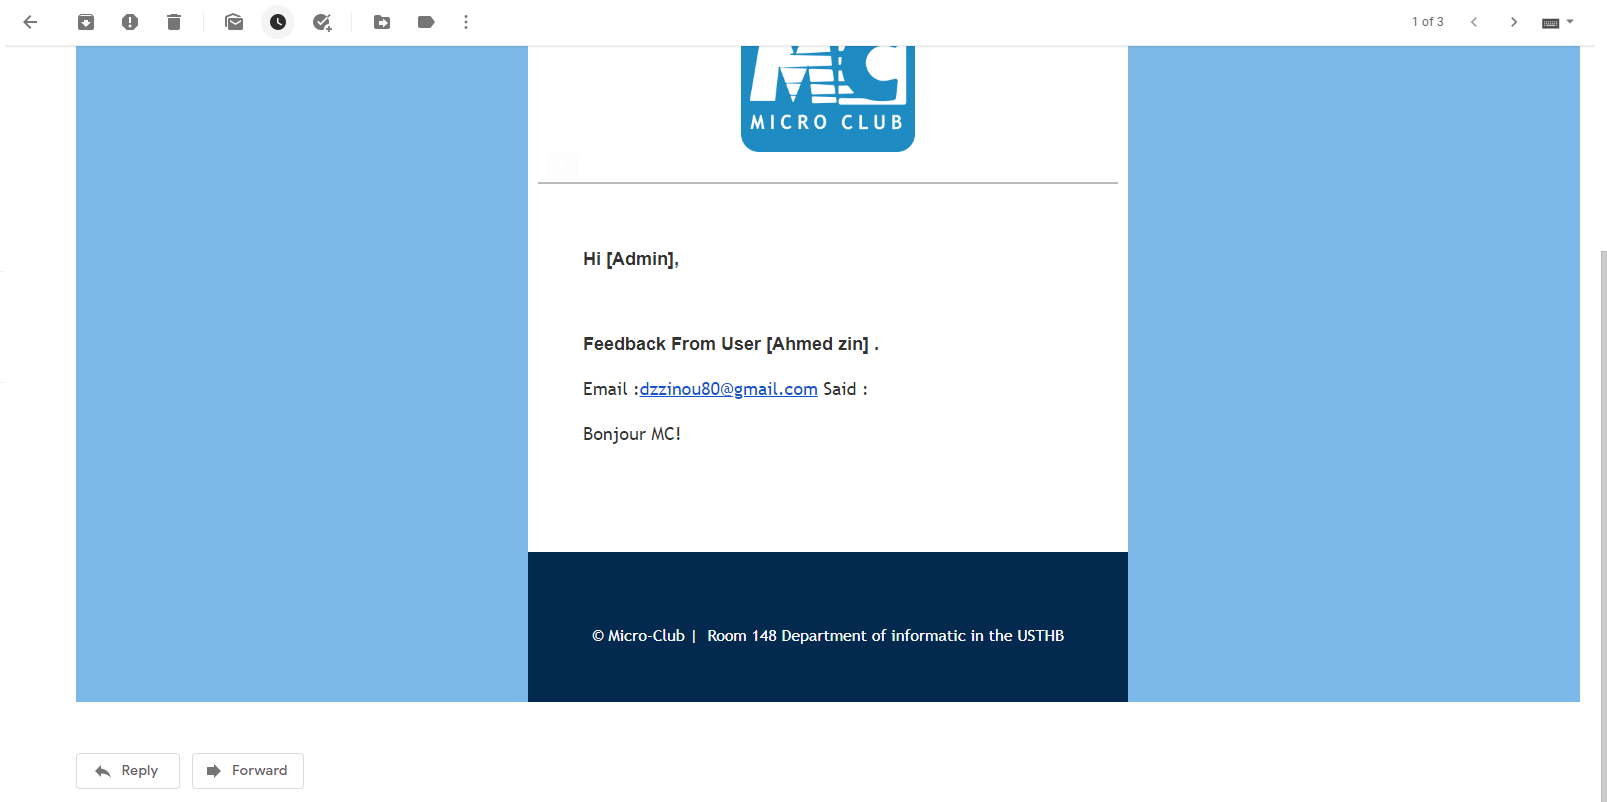 1 of 3
MC
MICRO CLUB
Hi [Admin],
Feedback From User [Ahmed zin] .
Email :dzzinou80@gmail.com Said :
Bonjour MC!
© Micro-Club | Room 148 Department of informatic in the USTHB
Reply
Forward